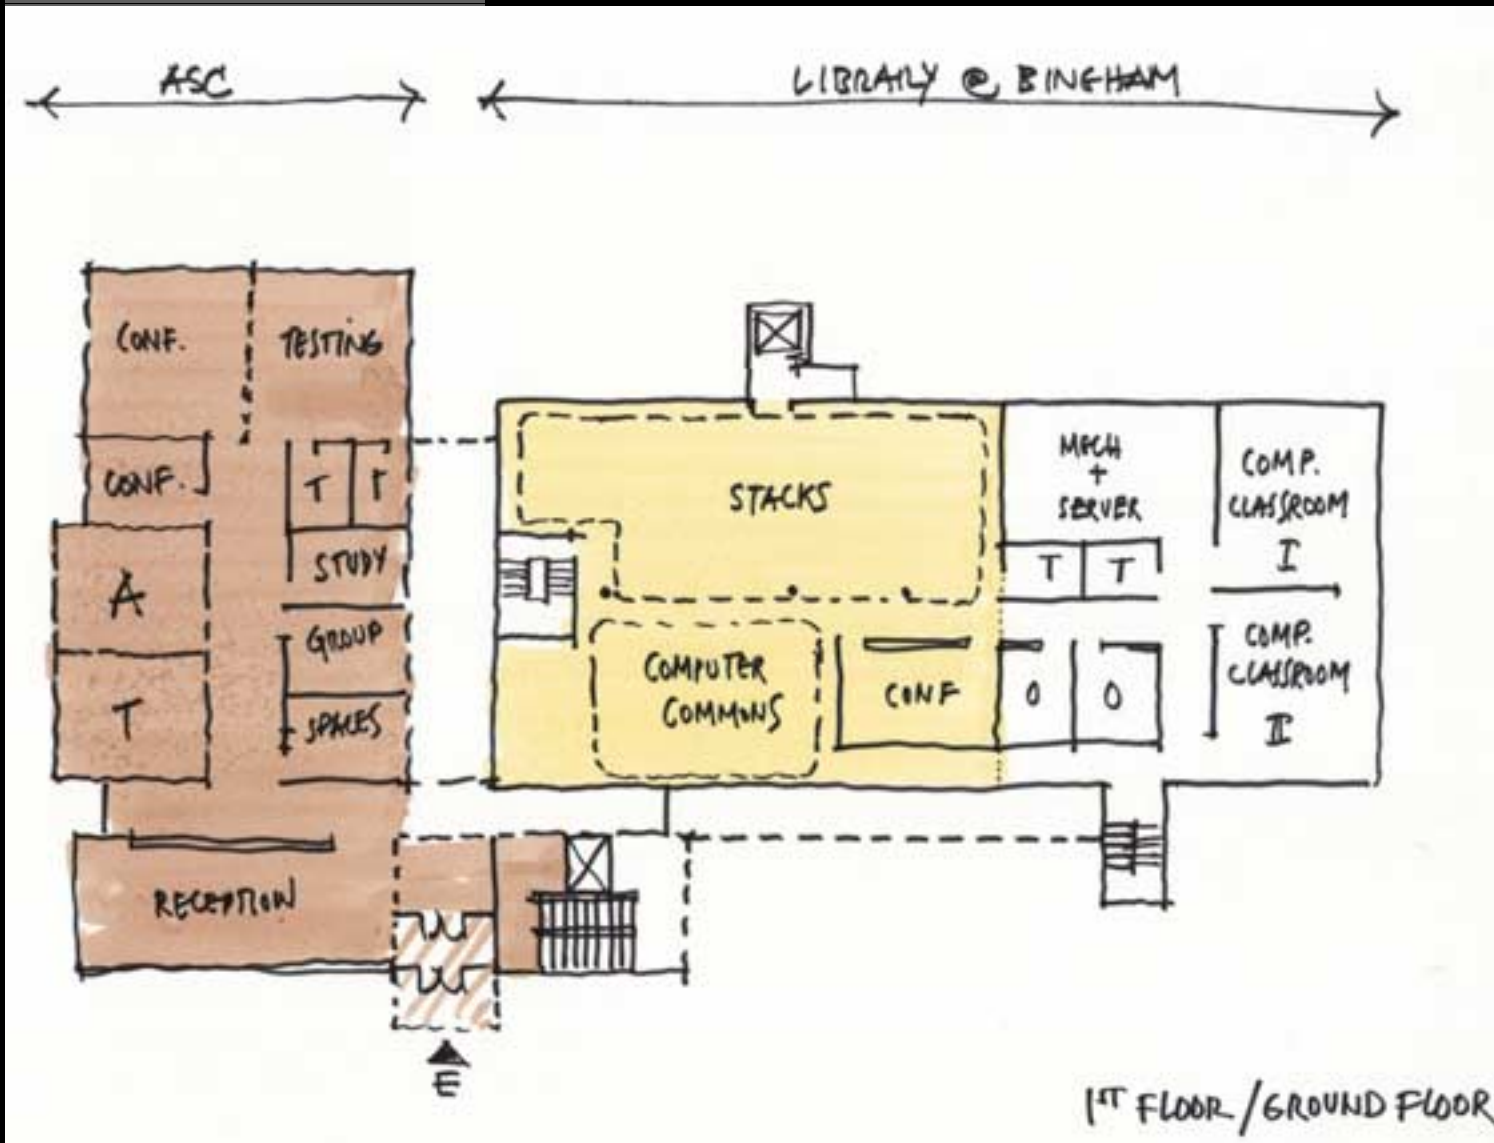 ASC
LIBRARY @ BINGHAM
CONF.
TESTING
CONF.
T
T
STUDY
A
GROUP
T
SPACES
RECEPTION
E
STACKS
COMPUTER
COMMONS
CONF
MECH
+
SERVER
T
T
O
O
COMP.
CLASSROOM
I
COMP.
CLASSROOM
II
1ST FLOOR / GROUND FLOOR